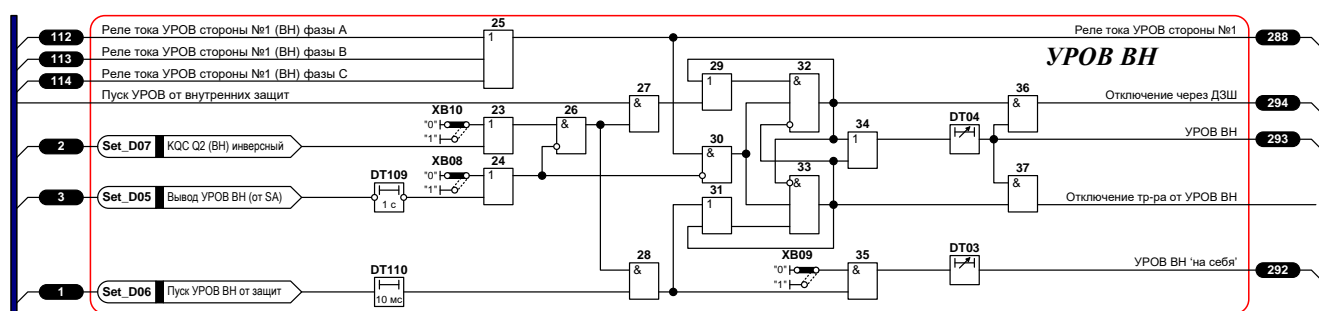 112 Реле тока УРОВ стороны №1 (ВН) фазы A 25 Реле тока УРОВ стороны №1 288
1
113 Реле тока УРОВ стороны №1 (ВН) фазы B
УРОВ ВН
114 Реле тока УРОВ стороны №1 (ВН) фазы C
29 32
1 &
Пуск УРОВ от внутренних защит 27 36 Отключение через ДЗШ 294
& &
XB10 23 26 DT04
"0" 1 & 34 УРОВ ВН 293
"1" 1
2 Set_D07 KQC Q2 (ВН) инверсный
30
&
XB08 24
"0" 1
"1"
33 37
& &
DT109 31
3 Set_D05 Вывод УРОВ ВН (от SA) 1 с 1 Отключение тр-ра от УРОВ ВН
28 XB09 35 DT03
& "0" & УРОВ ВН 'на себя' 292
"1"
DT110
1 Set_D06 Пуск УРОВ ВН от защит
10 мс